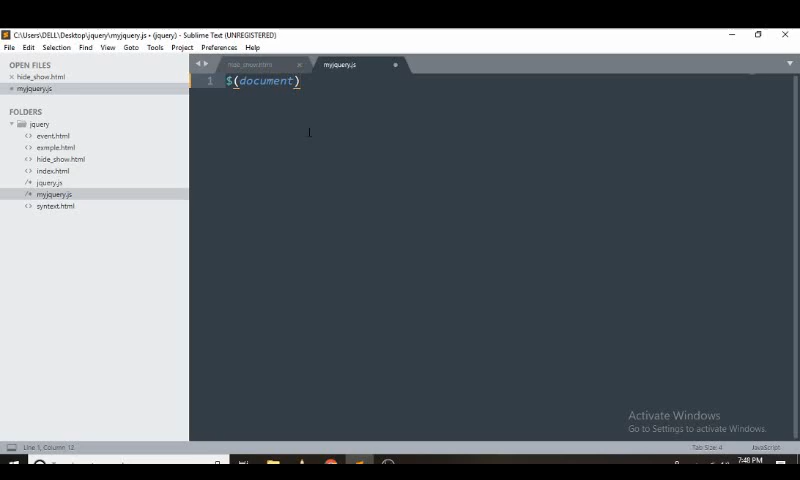 C:\Users\DELL\Desktop\jquery\myjquery.js • (jquery) - Sublime Text (UNREGISTERED)
File Edit Selection Find View Goto Tools Project Preferences Help
OPEN FILES
hide_show.html
myjquery.js
FOLDERS
jquery
event.html
exmple.html
hide_show.html
index.html
jquery.js
myjquery.js
syntext.html
hide_show.html
myjquery.js
1 $(document)
Activate Windows
Go to Settings to activate Windows.
Line 1, Column 12
Tab Size: 4
JavaScript
7:48 PM